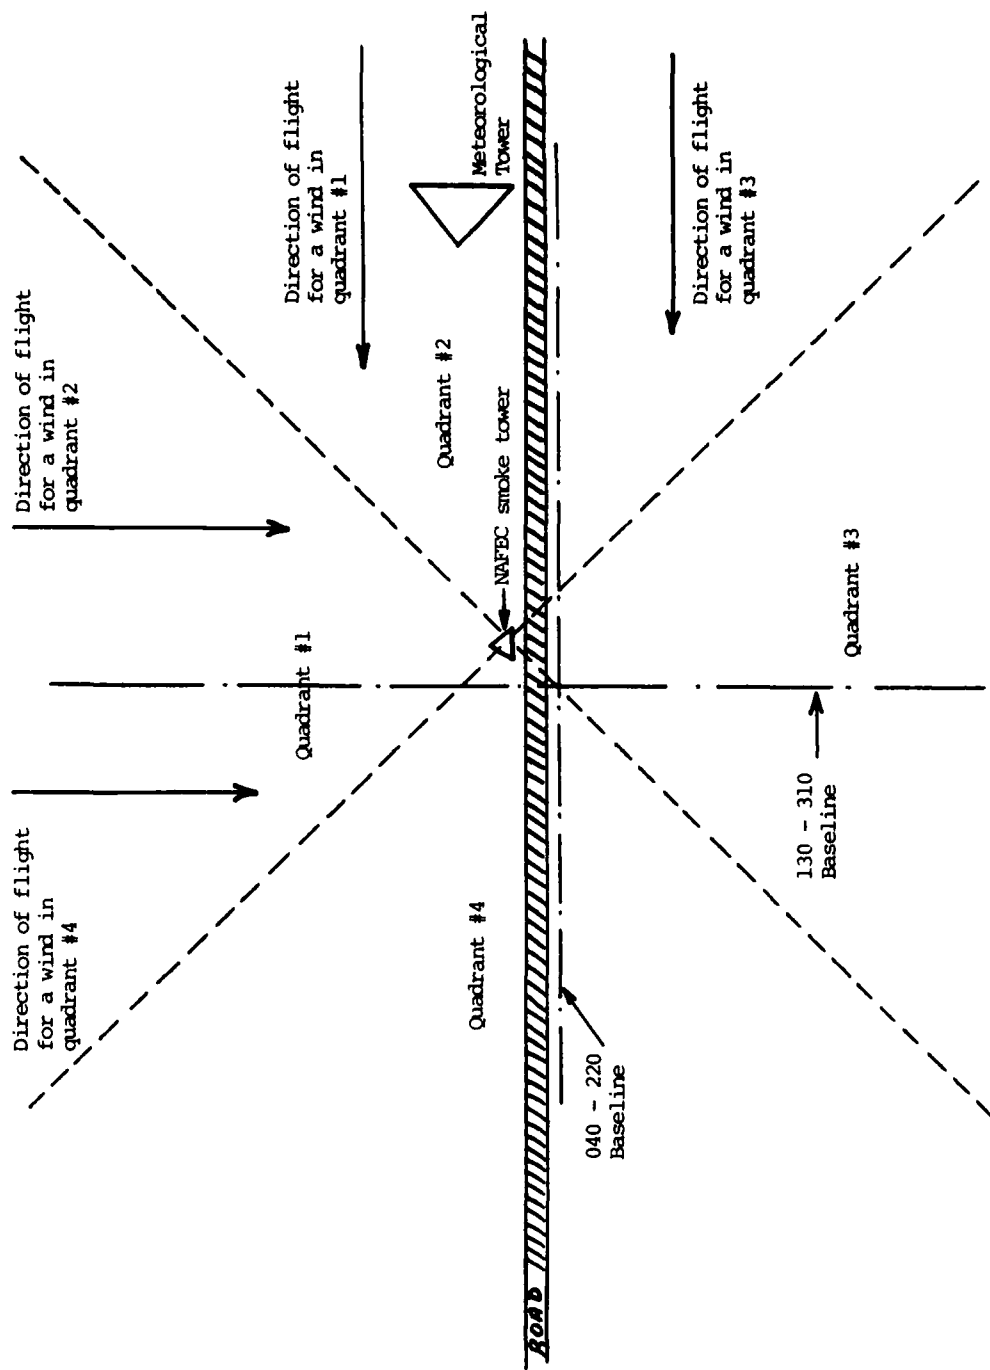 Direction of flight
for a wind in
quadrant #4
Direction of flight
for a wind in
quadrant #2
Direction of flight
for a wind in
quadrant #1
Quadrant #1
Quadrant #2
Quadrant #4
Meteorological
Tower
NAFEC smoke tower
ROAD
040 - 220
Baseline
Direction of flight
for a wind in
quadrant #3
130 - 310
Baseline
Quadrant #3